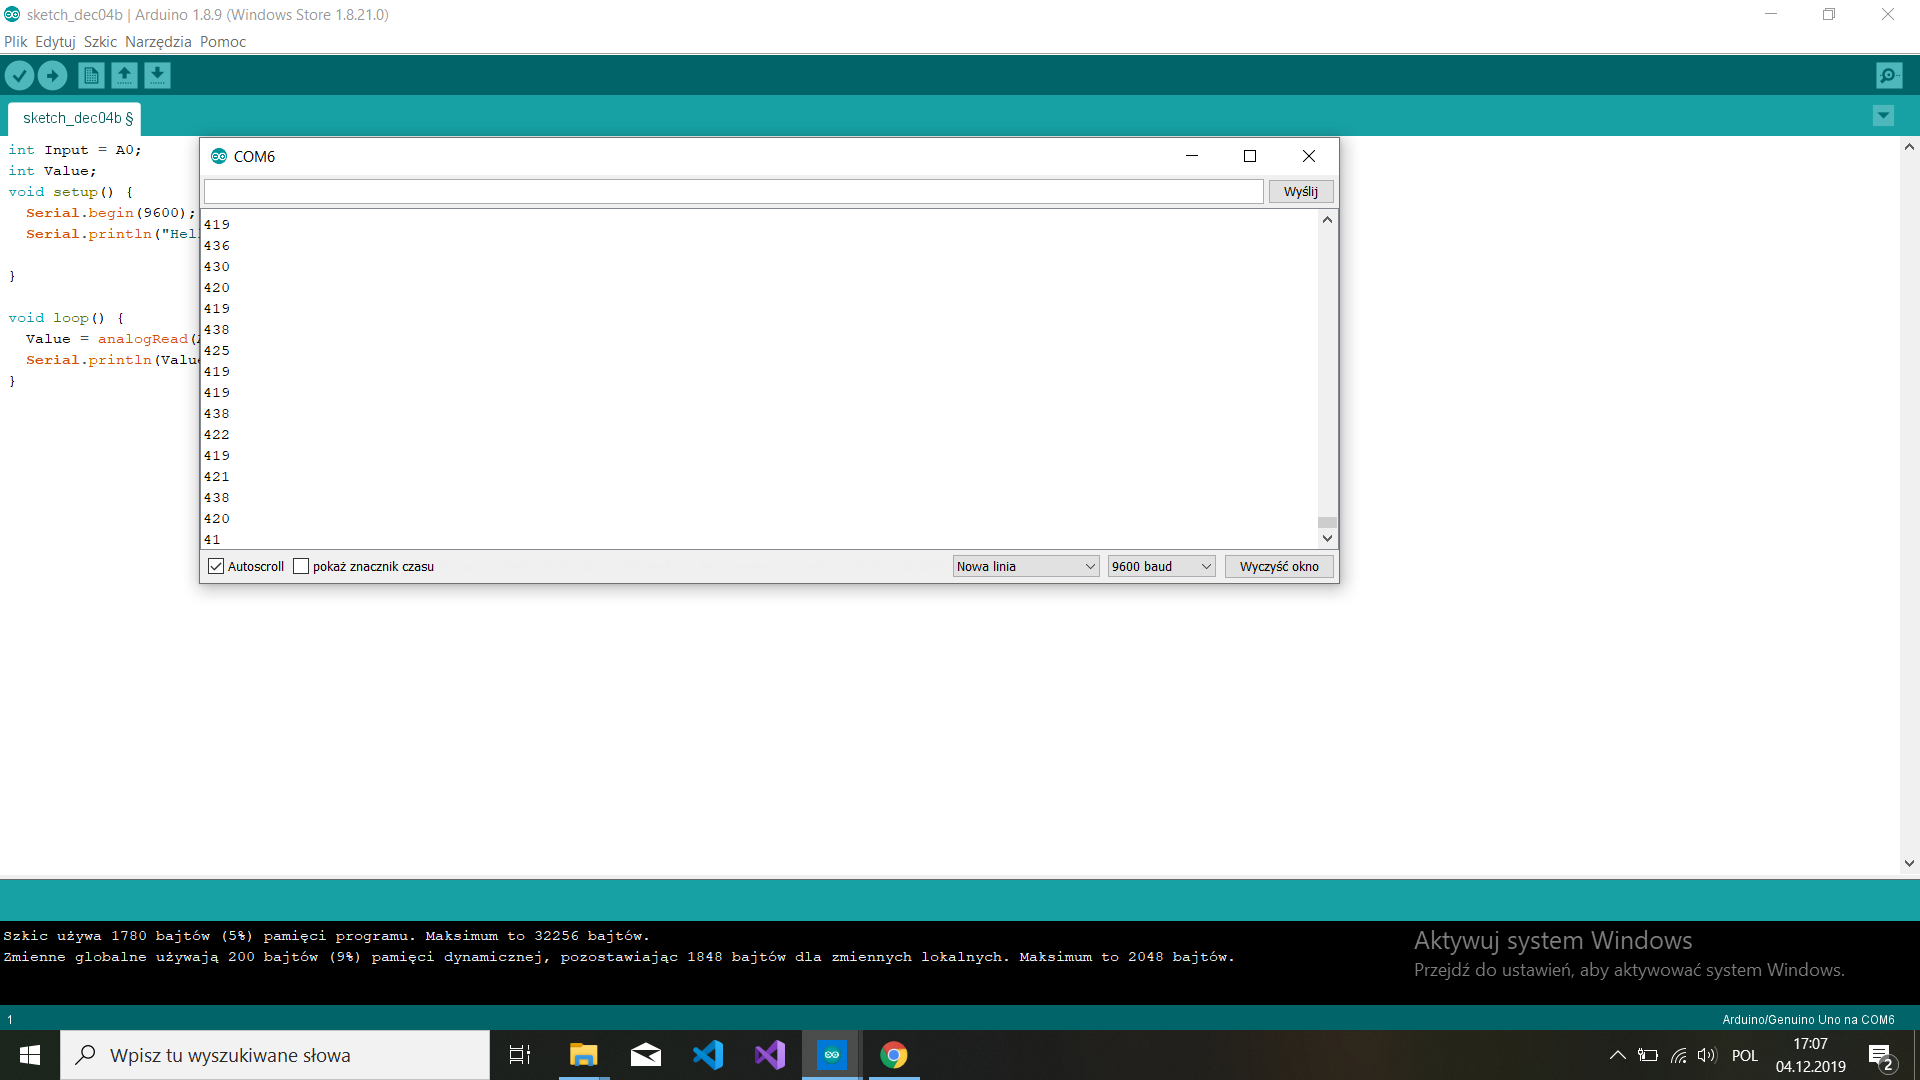 sketch_dec04b | Arduino 1.8.9 (Windows Store 1.8.21.0)
Plik Edytuj Szkic Narzędzia Pomoc
sketch_dec04b §
int Input = A0;
int Value;
void setup() {
Serial.begin(9600);
Serial.println("Hel
}
void loop() {
Value = analogRead(
Serial.println(Valu
}
COM6
Wyślij
419
436
430
420
419
438
425
419
419
438
422
419
421
438
420
41
Autoscroll pokaż znacznik czasu
Nowa linia
9600 baud
Wyczyść okno
Szkic używa 1780 bajtów (5%) pamięci programu. Maksimum to 32256 bajtów.
Zmienne globalne używają 200 bajtów (9%) pamięci dynamicznej, pozostawiając 1848 bajtów dla zmiennych lokalnych. Maksimum to 2048 bajtów.
Aktywuj system Windows
Przejdź do ustawień, aby aktywować system Windows.
1
Arduino/Genuino Uno na COM6
Wpisz tu wyszukiwane słowa
POL
17:07
04.12.2019
2